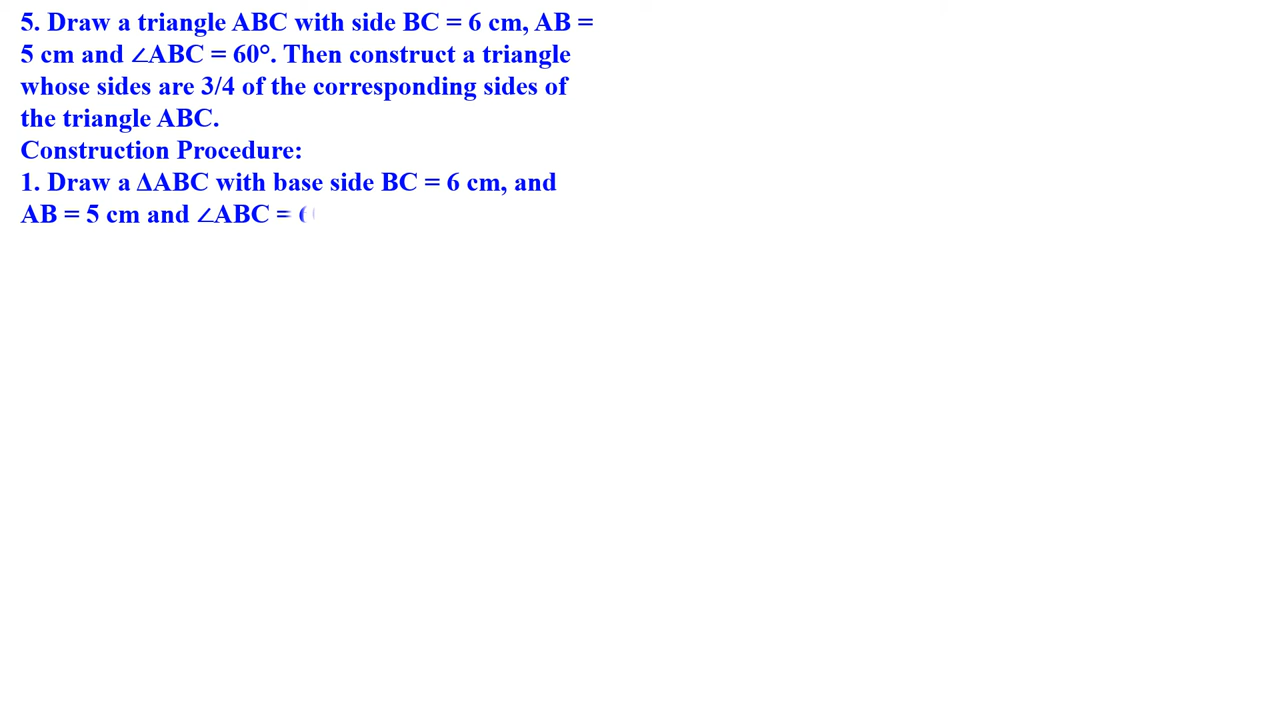 5. Draw a triangle ABC with side BC = 6 cm, AB =
5 cm and ∠ABC = 60°. Then construct a triangle
whose sides are 3/4 of the corresponding sides of
the triangle ABC.
Construction Procedure:
1. Draw a ΔABC with base side BC = 6 cm, and
AB = 5 cm and ∠ABC =